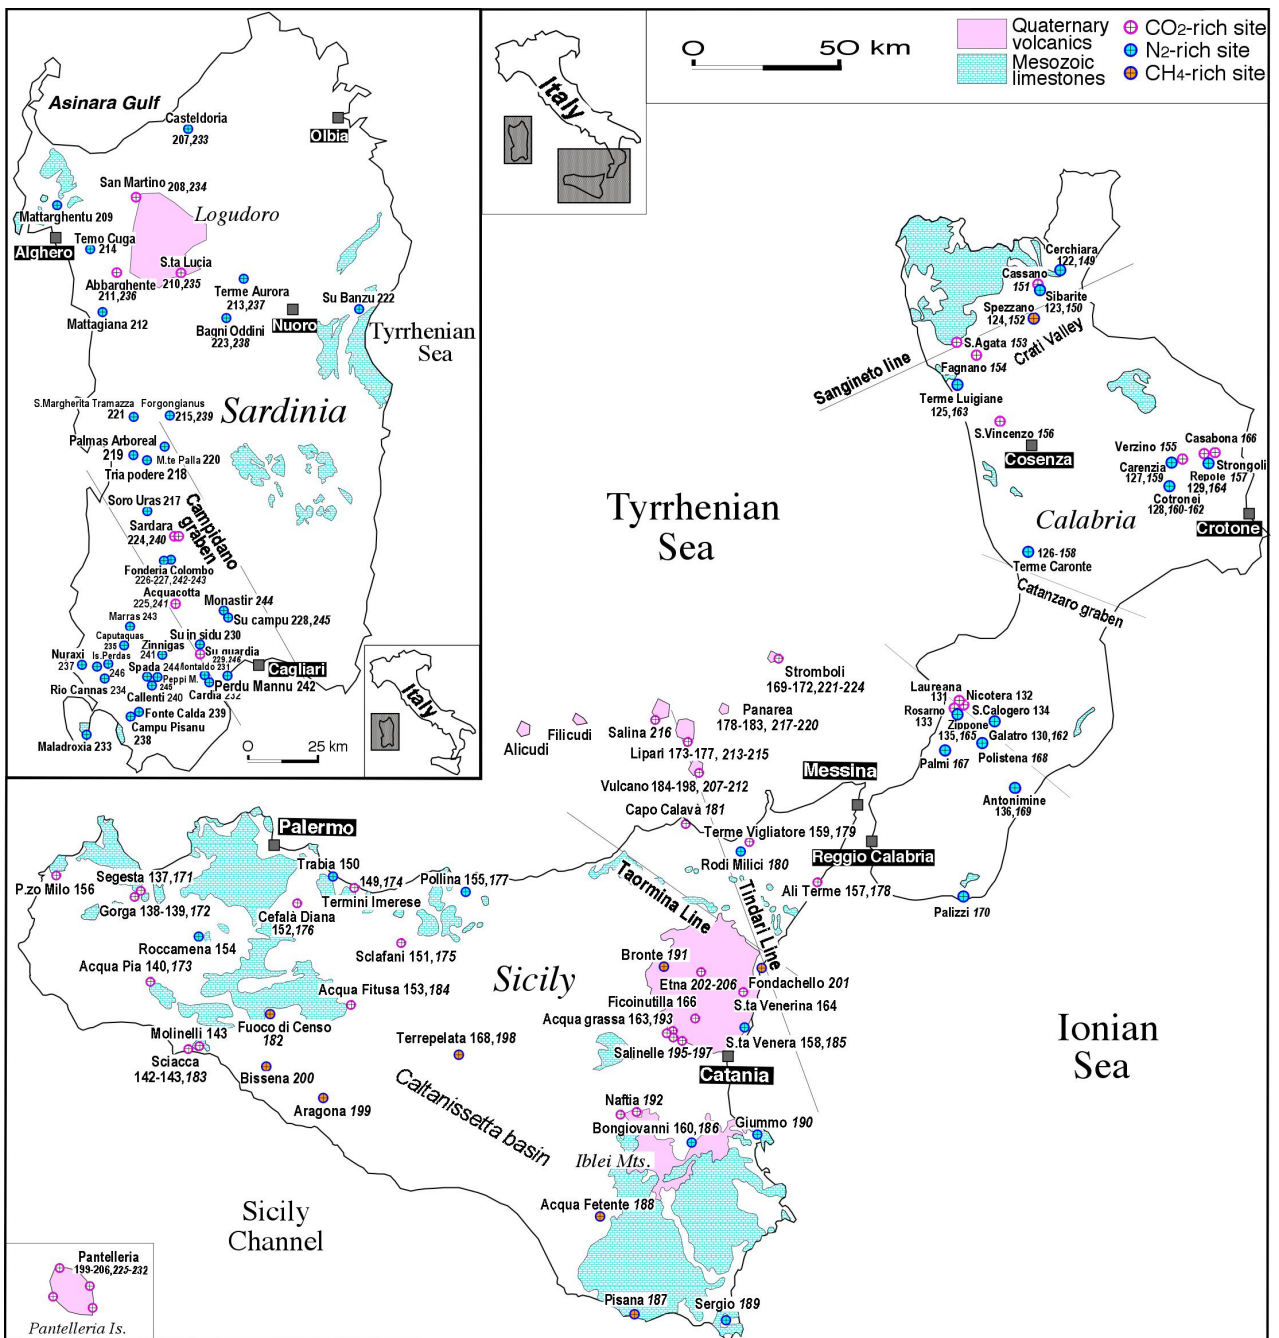 Quaternary
volcanics
Mesozoic
limestones
CO2-rich site
N2-rich site
CH4-rich site
0 50 km
Italy
Asinara Gulf
Casteldoria
207,233
Olbia
San Martino 208,234
Logudoro
Mattarghentu 209
Alghero
Temo Cuga
214
S.ta Lucia
210,235
Abbarghente
211,236
Mattagiana 212
Terme Aurora
213,237
Nuoro
Bagni Oddini
223,238
Su Banzu 222
Tyrrhenian
Sea
S.Margherita Tramazza
221
Forgongianus
215,239
Sardinia
Palmas Arboreal
219
M.te Palla 220
Tria podere 218
Soro Uras 217
Campidano
graben
Sardara
224,240
Fonderia Colombo
226-227,242-243
Acquacotta
225,241
Monastir 244
Su campu 228,245
Marras 243
Caputaquas
235
Su in sidu 230
Su guardia
229,246
Zinnigas
241
Nuraxi
237
Is.Perdas
246
Spada 244
Peppi M.
245
Montaldo 231
Cagliari
Perdu Mannu 242
Rio Cannas 234
Callenti 240
Cardia 232
Fonte Calda 239
Campu Pisanu
238
Maladroxia 233
0 25 km
Italy
Cerchiara
122,149
Cassano
151
Sibarite
123,150
Spezzano
124,152
S.Agata 153
Crati Valley
Fagnano 154
Sangineto line
Terme Luigiane
125,163
S.Vincenzo 156
Cosenza
Verzino 155
Casabona 166
Carenzia
127,159
Strongoli
Repole 157
129,164
Cotronei
128,160-162
Crotone
Calabria
126-158
Terme Caronte
Catanzaro graben
Tyrrhenian
Sea
Stromboli
169-172,221-224
Panarea
178-183, 217-220
Salina 216
Filicudi
Alicudi
Lipari 173-177, 213-215
Vulcano 184-198, 207-212
Laureana
131
Nicotera 132
Rosarno
133
S.Calogero 134
Zippone
135,165
Galatro 130,162
Palmi 167
Polistena 168
Antonimine
136,169
Messina
Capo Calavà 181
Terme Vigliatore 159,179
Rodi Milici 180
Reggio Calabria
Ali Terme 157,178
Palizzi 170
Taormina Line
Tindari Line
Palermo
Trabia 150
P.zo Milo 156
Segesta 137,171
Gorga 138-139,172
149,174
Termini Imerese
Pollina 155,177
Cefalà Diana
152,176
Roccamena 154
Sclafani 151,175
Acqua Pia 140,173
Acqua Fitusa 153,184
Sicily
Bronte 191
Etna 202-206
Fondachello 201
Ficoinutilla 166
S.ta Venerina 164
Acqua grassa 163,193
Salinelle 195-197
S.ta Venera 158,185
Catania
Molinelli 143
Fuoco di Censo
182
Terrepelata 168,198
Sciacca
142-143,183
Bissena 200
Aragona 199
Caltanissetta basin
Naftia 192
Bongiovanni 160,186
Giummo 190
Iblei Mts.
Acqua Fetente 188
Pisana 187
Sergio 189
Ionian
Sea
Sicily
Channel
Pantelleria
199-206,225-232
Pantelleria Is.